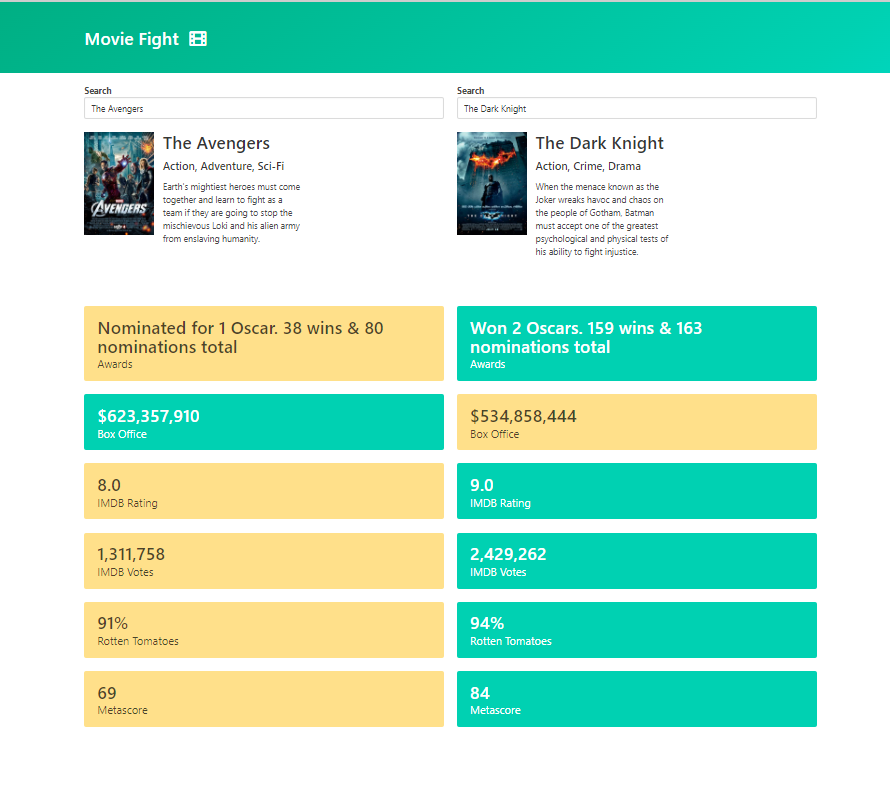 Movie Fight
Search
The Avengers
The Avengers
Action, Adventure, Sci-Fi
Earth's mightiest heroes must come
together and learn to fight as a
team if they are going to stop the
mischievous Loki and his alien army
from enslaving humanity.
AVENGERS
Nominated for 1 Oscar. 38 wins & 80
nominations total
Awards
$623,357,910
Box Office
8.0
IMDB Rating
1,311,758
IMDB Votes
91%
Rotten Tomatoes
69
Metascore
Search
The Dark Knight
The Dark Knight
Action, Crime, Drama
When the menace known as the
Joker wreaks havoc and chaos on
the people of Gotham, Batman
must accept one of the greatest
psychological and physical tests of
his ability to fight injustice.
Won 2 Oscars. 159 wins & 163
nominations total
Awards
$534,858,444
Box Office
9.0
IMDB Rating
2,429,262
IMDB Votes
94%
Rotten Tomatoes
84
Metascore